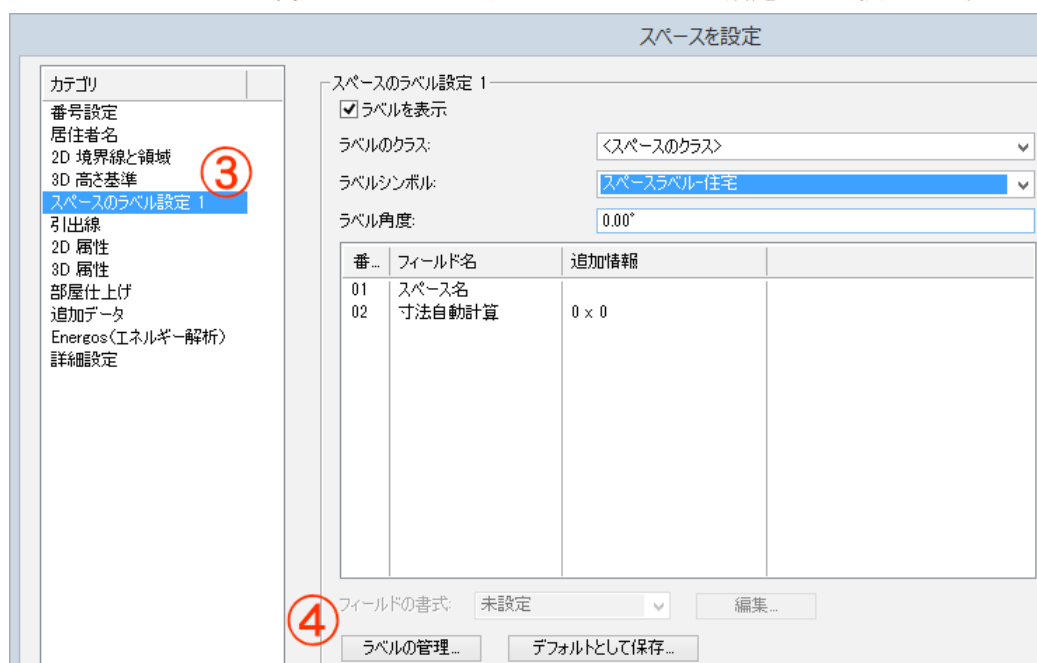 スペースを設定
カテゴリ
番号設定
居住者名
2D 境界線と領域
3D 高さ基準
③
スペースのラベル設定 1
引出線
2D 属性
3D 属性
部屋仕上げ
追加データ
Energos(エネルギー解析)
詳細設定
スペースのラベル設定 1
ラベルを表示
ラベルのクラス: <スペースのクラス>
ラベルシンボル: スペースラベル-住宅
ラベル角度: 0.00°
番... フィールド名 追加情報
01 スペース名
02 寸法自動計算 0 x 0
フィールドの書式: 未設定 編集...
④
ラベルの管理... デフォルトとして保存...